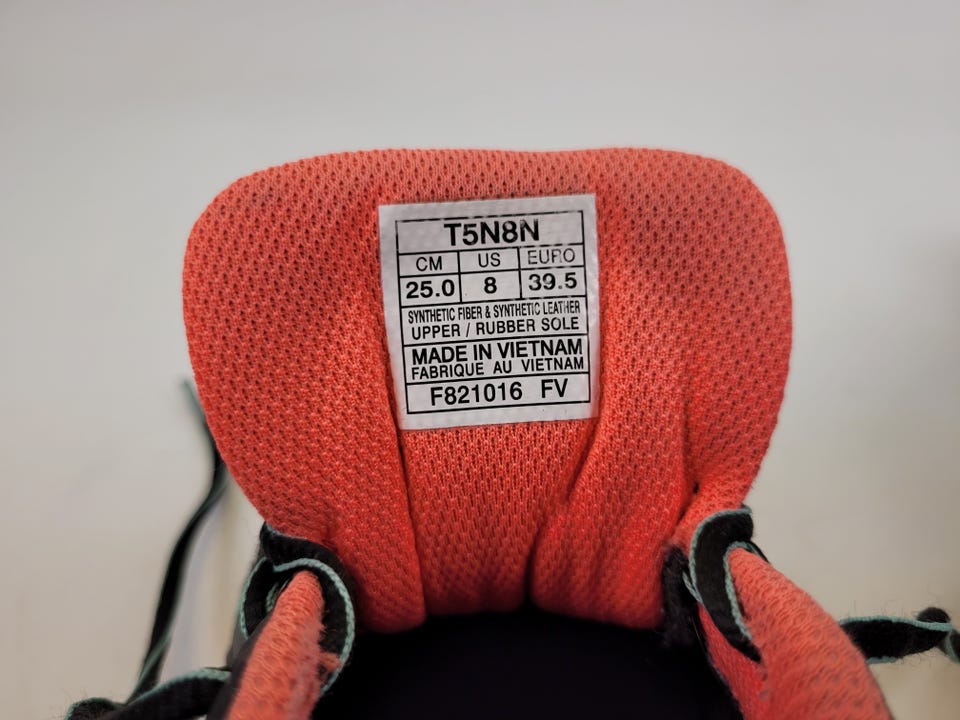 T5N8N
CM US EURO
25.0 8 39.5
SYNTHETIC FIBER & SYNTHETIC LEATHER
UPPER / RUBBER SOLE
MADE IN VIETNAM
FABRIQUE AU VIETNAM
F821016 FV